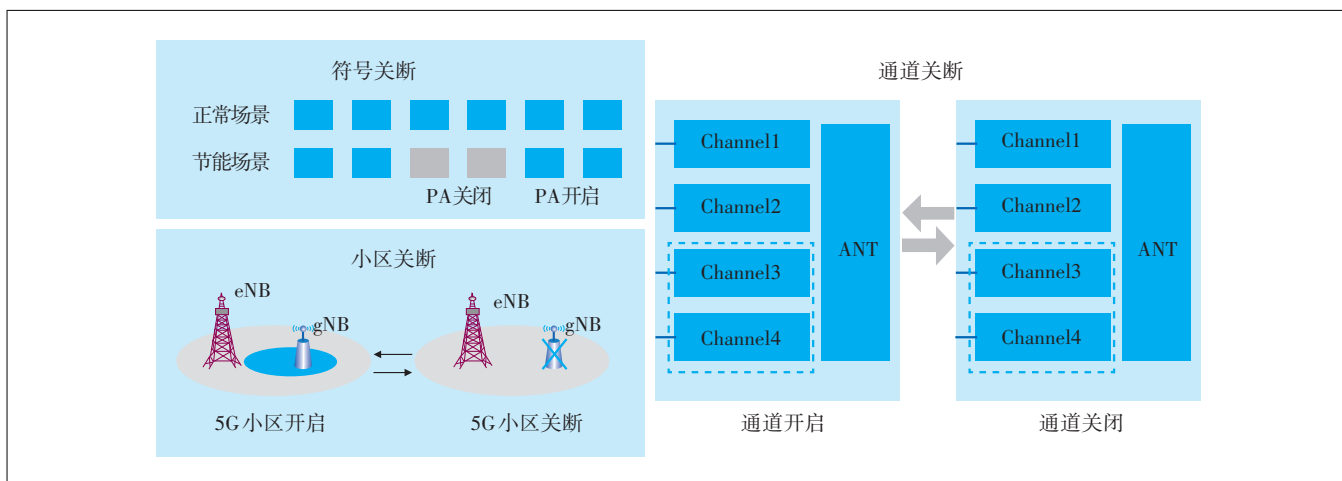 符号关断
正常场景
节能场景
PA关闭 PA开启
小区关断
eNB
gNB
eNB
gNB
5G小区开启 5G小区关断
通道关断
Channel1
Channel2
Channel3
Channel4
ANT
通道开启
Channel1
Channel2
Channel3
Channel4
ANT
通道关闭